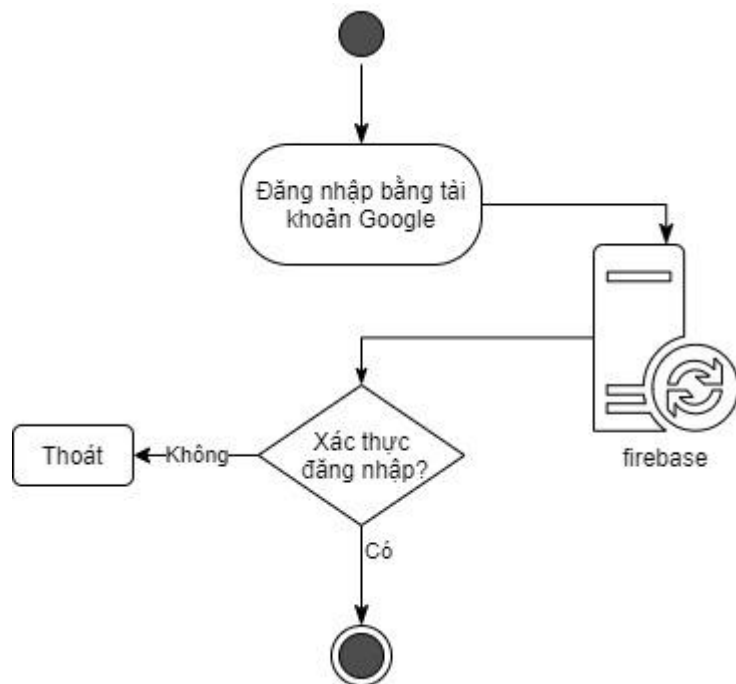 Đăng nhập bằng tài
khoản Google
firebase
Xác thực
đăng nhập?
Không
Thoát
Có